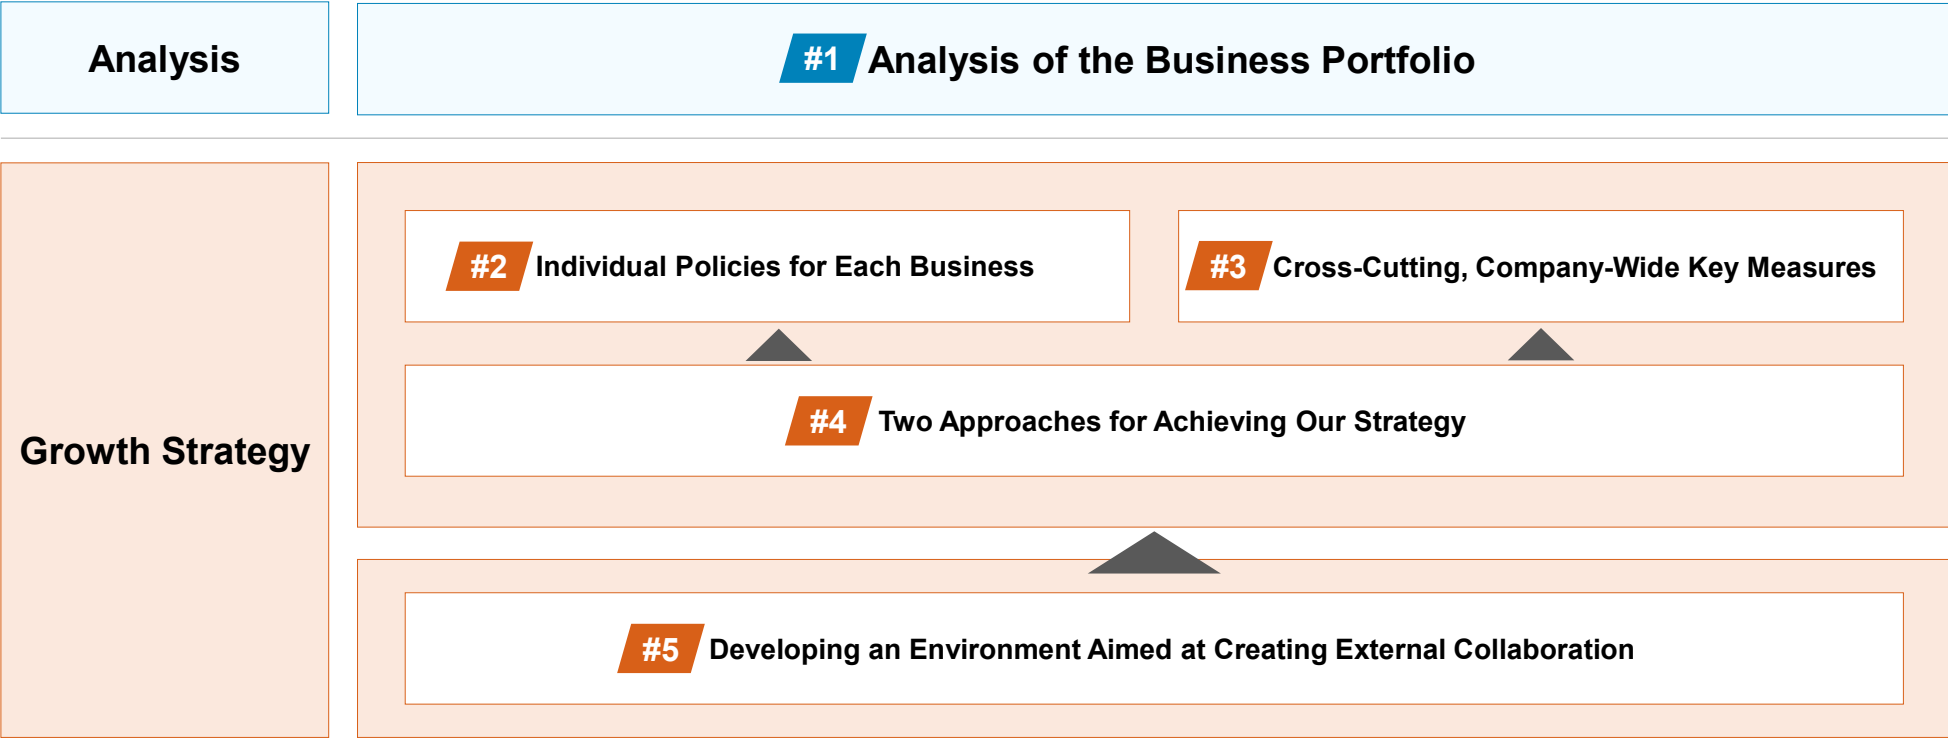 Analysis
#1 Analysis of the Business Portfolio
Growth Strategy
#2 Individual Policies for Each Business
#3 Cross-Cutting, Company-Wide Key Measures
#4 Two Approaches for Achieving Our Strategy
#5 Developing an Environment Aimed at Creating External Collaboration